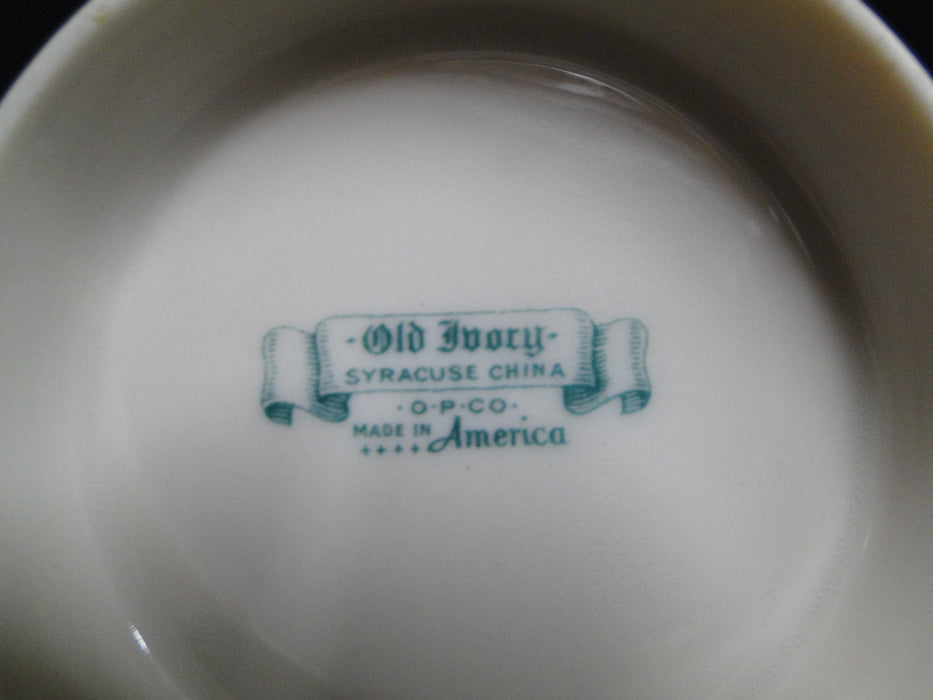 ·Old Ivory·
SYRACUSE CHINA
·O·P·CO·
MADE IN America
++++